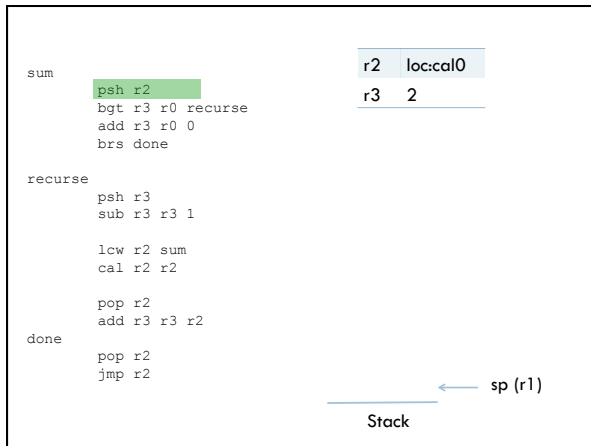 sum
psh r2
bgt r3 r0 recurse
add r3 r0 0
brs done
recurse
psh r3
sub r3 r3 1
lcw r2 sum
cal r2 r2
pop r2
add r3 r3 r2
done
pop r2
jmp r2
r2 loc:cal0
r3 2
sp (r1)
Stack